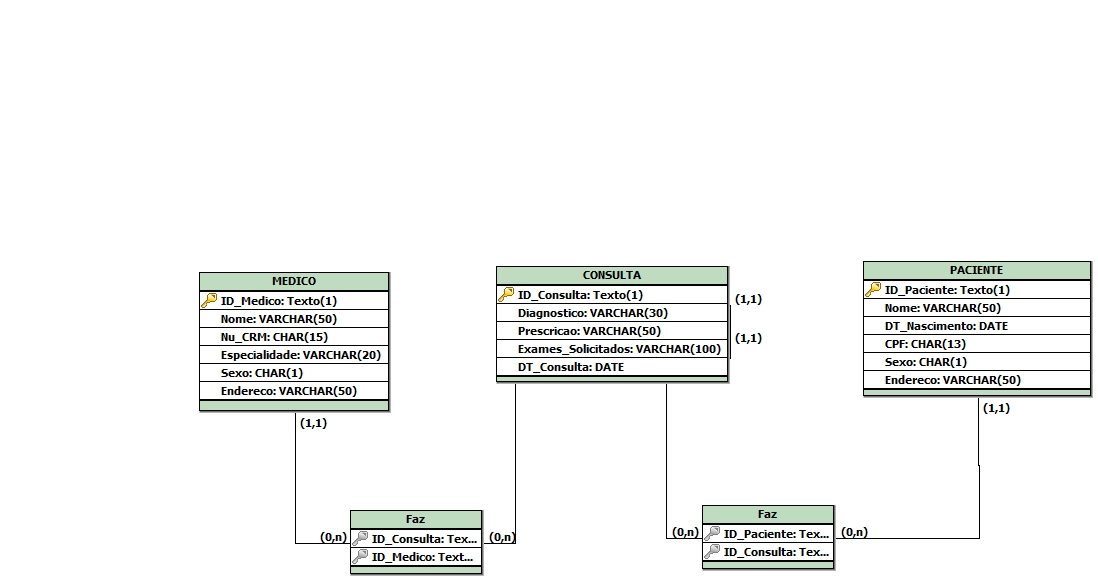 MEDICO
ID_Medico: Texto(1)
Nome: VARCHAR(50)
Nu_CRM: CHAR(15)
Especialidade: VARCHAR(20)
Sexo: CHAR(1)
Endereco: VARCHAR(50)
(1,1)
CONSULTA
ID_Consulta: Texto(1)
Diagnostico: VARCHAR(30)
Prescricao: VARCHAR(50)
Exames_Solicitados: VARCHAR(100)
DT_Consulta: DATE
(1,1)
(1,1)
PACIENTE
ID_Paciente: Texto(1)
Nome: VARCHAR(50)
DT_Nascimento: DATE
CPF: CHAR(13)
Sexo: CHAR(1)
Endereco: VARCHAR(50)
(1,1)
(0,n)
Faz
ID_Consulta: Tex...
ID_Medico: Text...
(0,n)
(0,n)
Faz
ID_Paciente: Tex...
ID_Consulta: Tex...
(0,n)